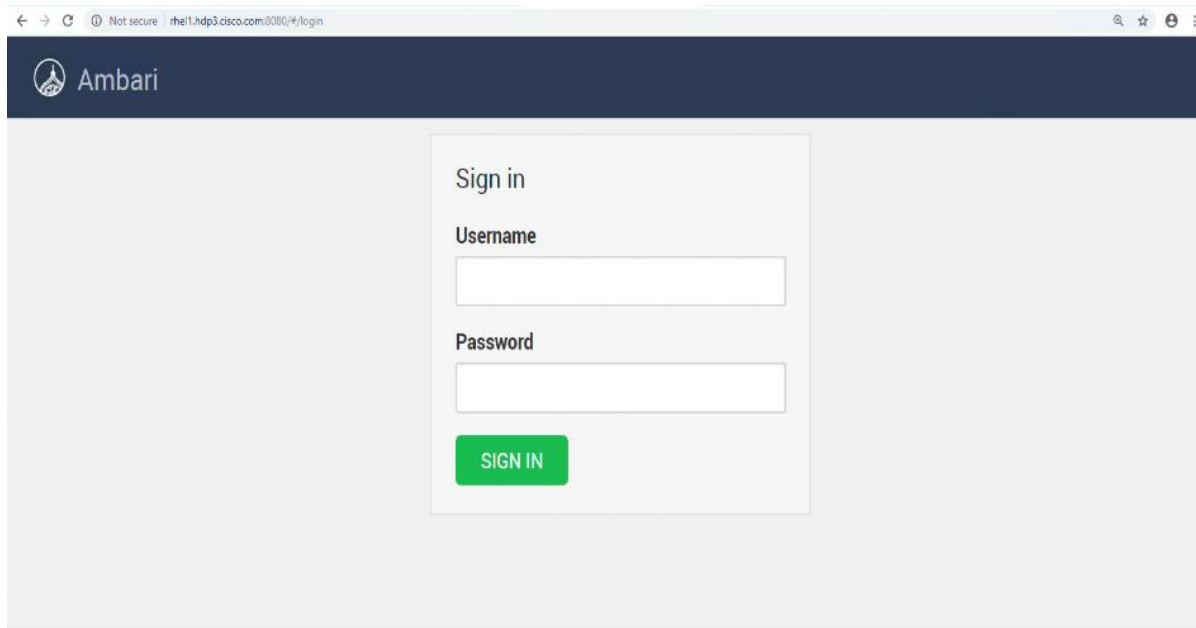 Not secure rhel1.hdp3.cisco.com:8080/#/login
Ambari
Sign in
Username
Password
SIGN IN